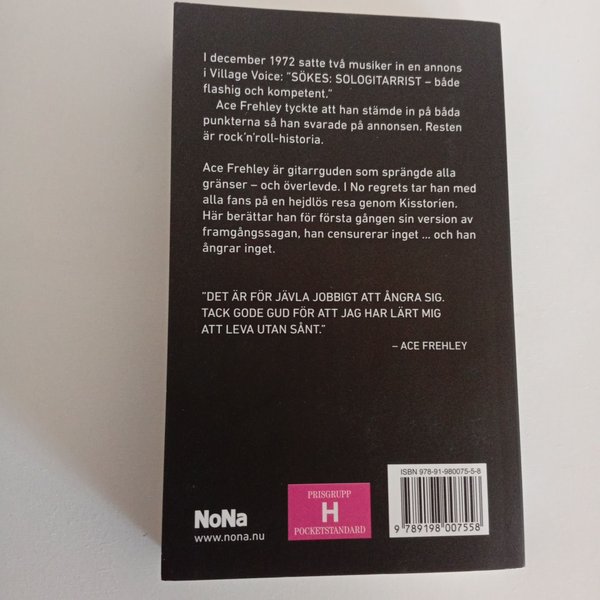 I december 1972 satte två musiker in en annons
i Village Voice: ”SÖKES: SOLOGITARRIST – både
flashig och kompetent.”
Ace Frehley tyckte att han stämde in på båda
punkterna så han svarade på annonsen. Resten
är rock’n’roll-historia.
Ace Frehley är gitarrguden som sprängde alla
gränser – och överlevde. I No regrets tar han med
alla fans på en hejdlös resa genom Kisstorien.
Här berättar han för första gången sin version av
framgångssagan, han censurerar inget ... och han
ångrar inget.
”DET ÄR FÖR JÄVLA JOBBIGT ATT ÅNGRA SIG.
TACK GODE GUD FÖR ATT JAG HAR LÄRT MIG
ATT LEVA UTAN SÅNT.”
– ACE FREHLEY
NoNa
www.nona.nu
PRISGRUPP
H
POCKETSTANDARD
ISBN 978-91-980075-5-8
9 789198 007558